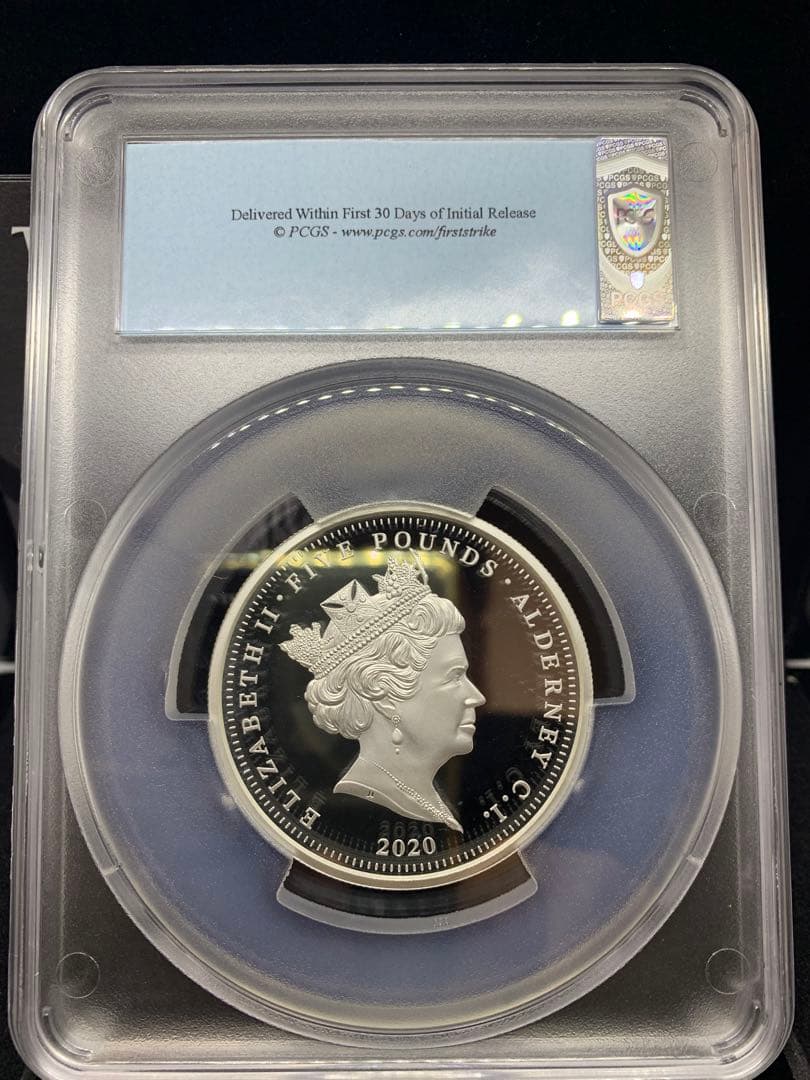 Delivered Within First 30 Days of Initial Release
© PCGS - www.pcgs.com/firststrike
PCGS
ELIZABETH II · FIVE POUNDS · ALDERNEY C.I.
2020